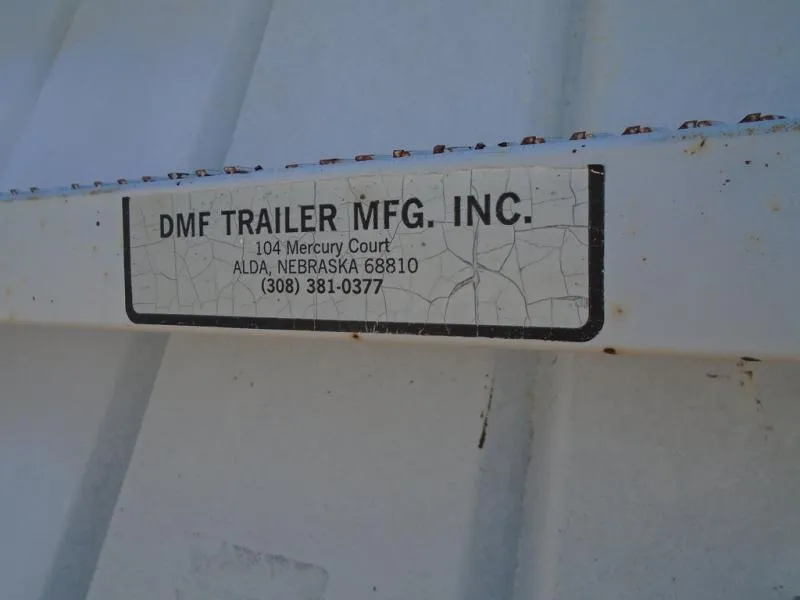 DMF TRAILER MFG. INC.
104 Mercury Court
ALDA, NEBRASKA 68810
(308) 381-0377